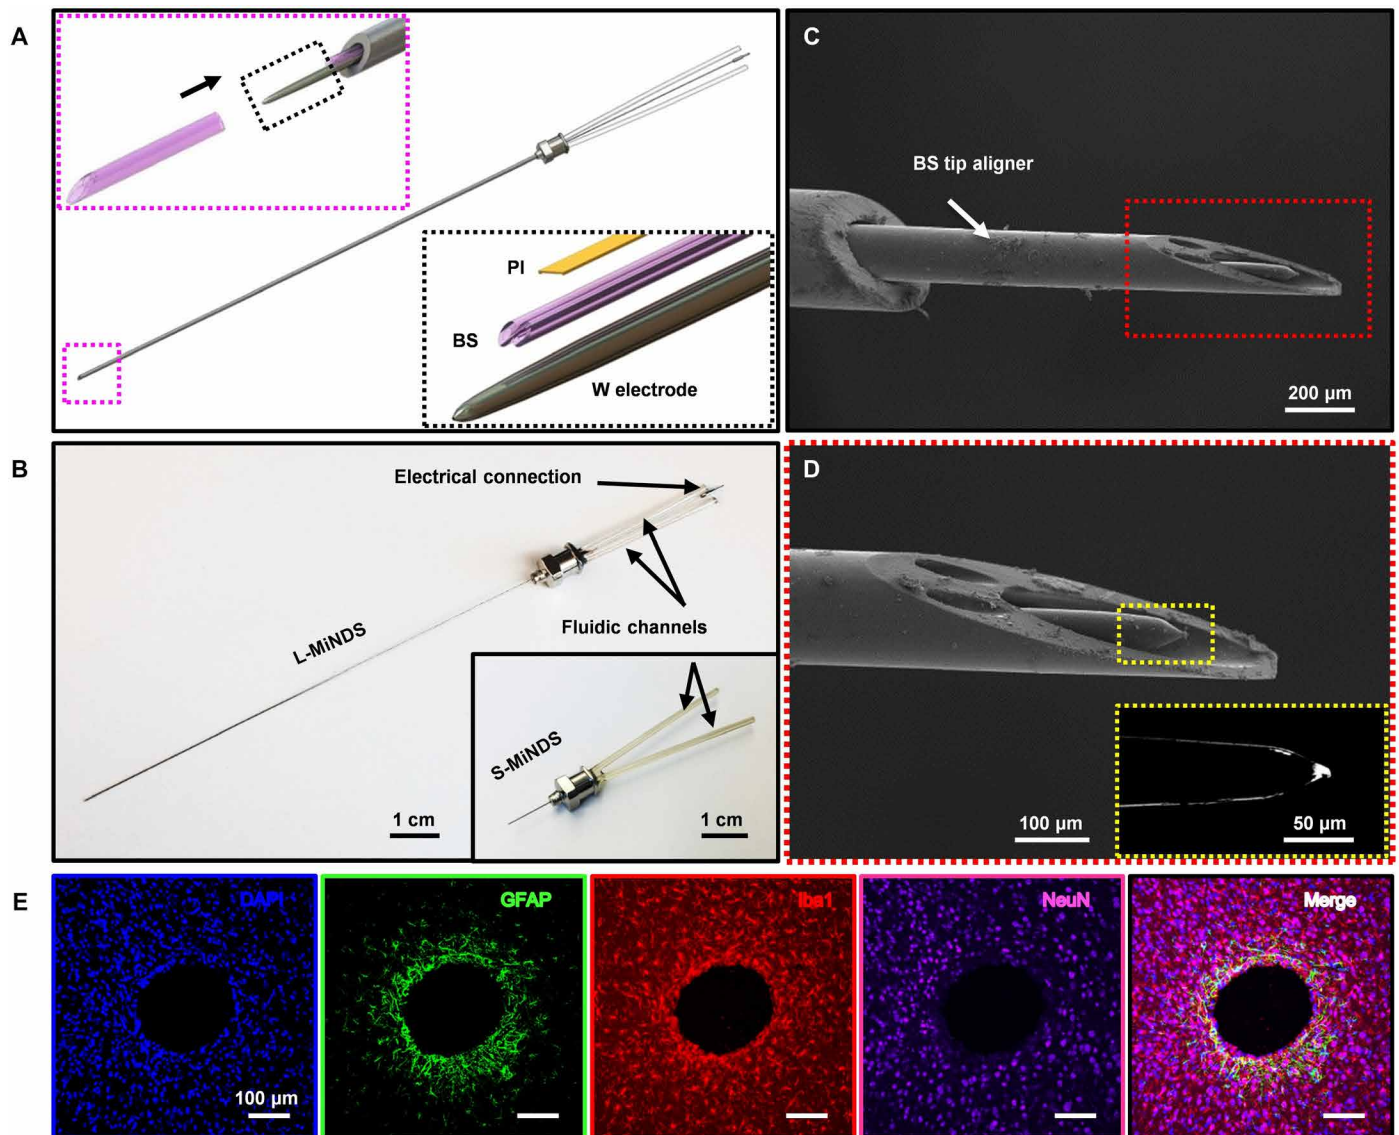 A
PI
BS
W electrode
C
BS tip aligner
200 µm
B
Electrical connection
L-MiNDS
Fluidic channels
S-MiNDS
1 cm
1 cm
D
100 µm
50 µm
E
DAPI
GFAP
Iba1
NeuN
Merge
100 µm